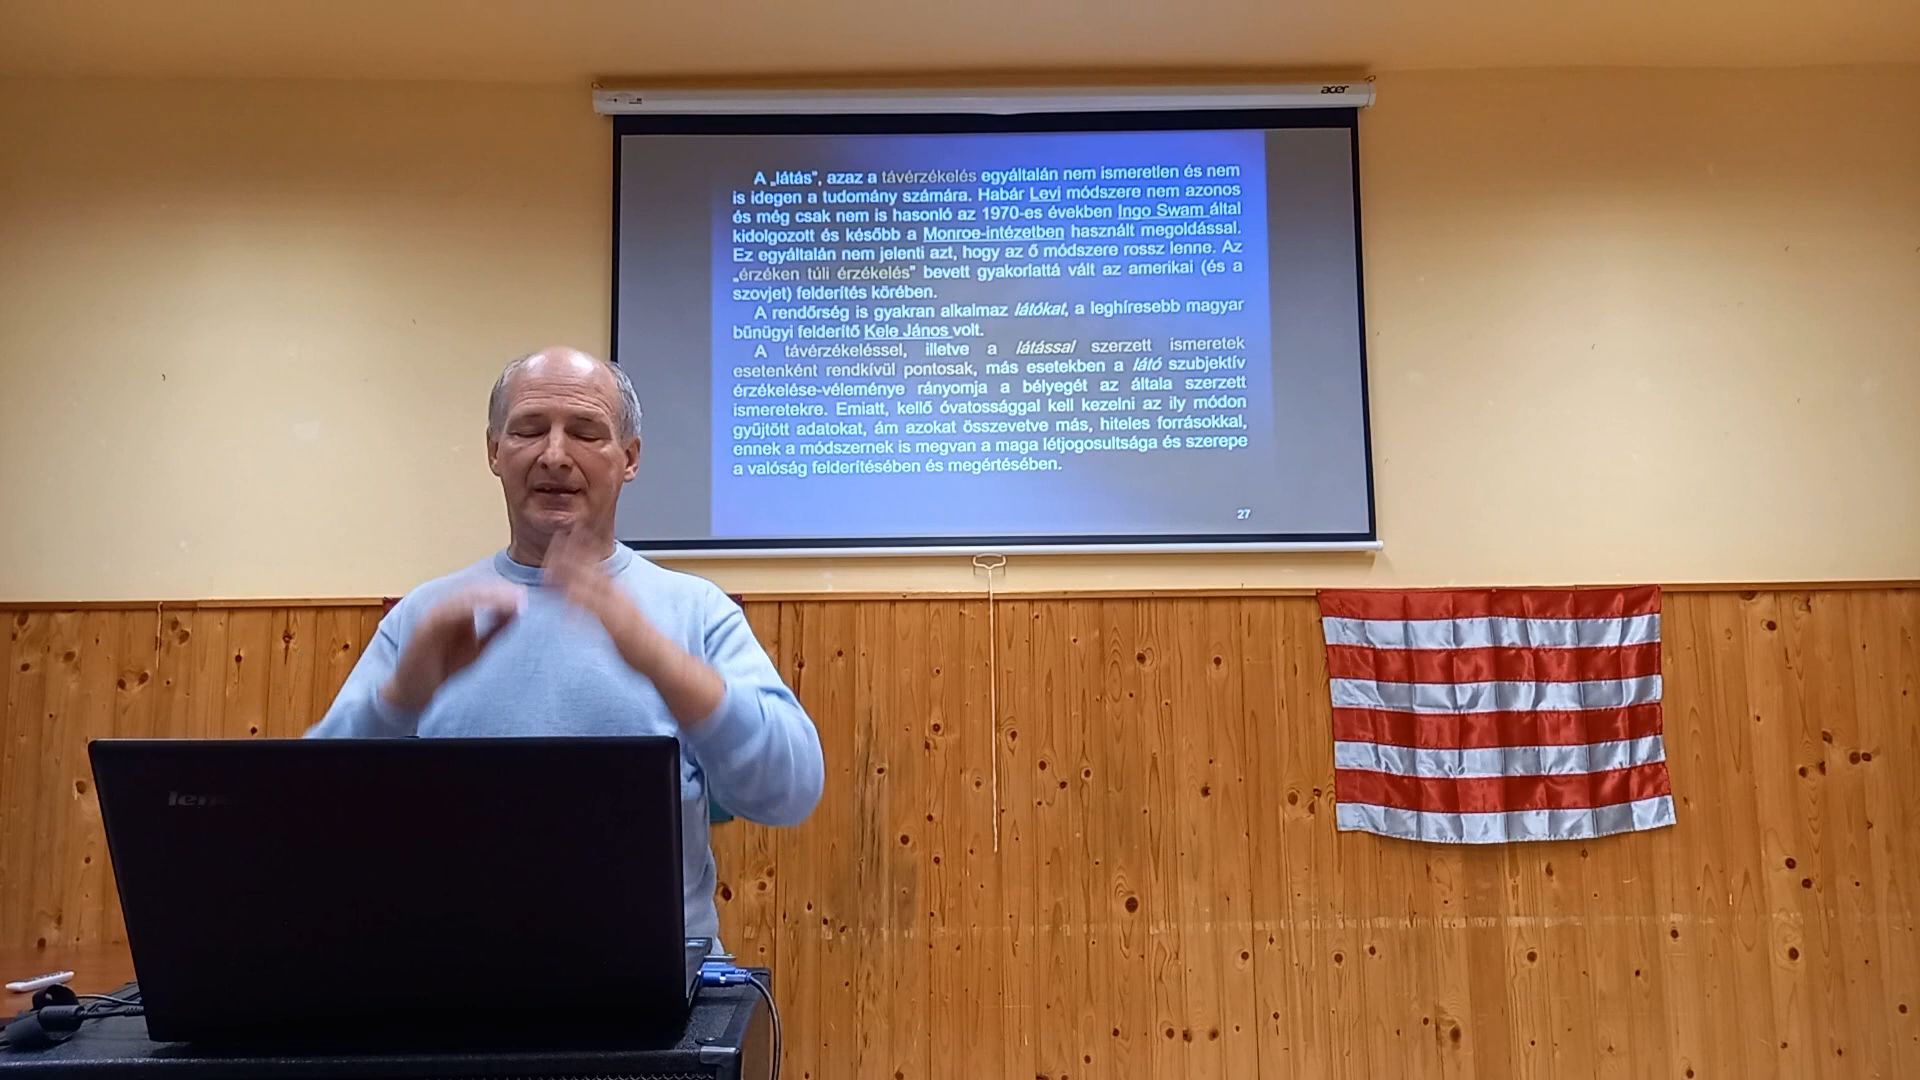 acer
A „látás”, azaz a távérzékelés egyáltalán nem ismeretlen és nem
is idegen a tudomány számára. Habár Levi módszere nem azonos
és még csak nem is hasonló az 1970-es években Ingo Swam által
kidolgozott és később a Monroe-intézetben használt megoldással.
Ez egyáltalán nem jelenti azt, hogy az ő módszere rossz lenne. Az
„érzéken túli érzékelés” bevett gyakorlattá vált az amerikai (és a
szovjet) felderítés körében.
A rendőrség is gyakran alkalmaz látókat, a leghíresebb magyar
bűnügyi felderítő Kele János volt.
A távérzékeléssel, illetve a látással szerzett ismeretek
esetenként rendkívül pontosak, más esetekben a látó szubjektív
érzékelése-véleménye rányomja a bélyegét az általa szerzett
ismeretekre. Emiatt, kellő óvatossággal kell kezelni az ily módon
gyűjtött adatokat, ám azokat összevetve más, hiteles forrásokkal,
ennek a módszernek is megvan a maga létjogosultsága és szerepe
a valóság felderítésében és megértésében.
27